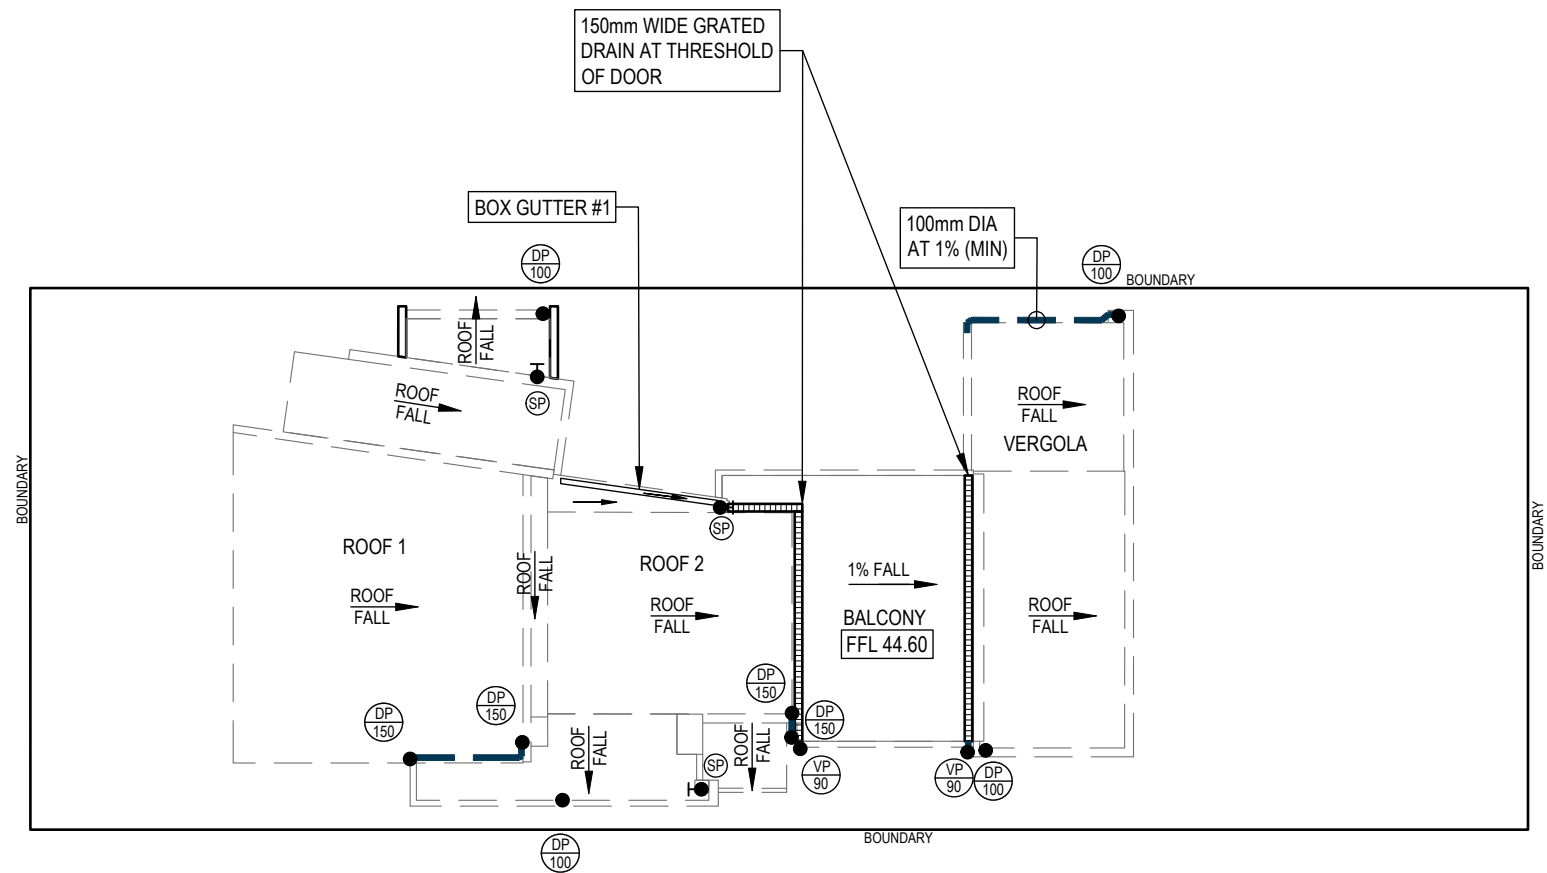 150mm WIDE GRATED
DRAIN AT THRESHOLD
OF DOOR
BOX GUTTER #1
100mm DIA
AT 1% (MIN)
DP
100
DP
100
BOUNDARY
ROOF
FALL
ROOF
FALL
SP
ROOF
FALL
VERGOLA
BOUNDARY
BOUNDARY
SP
ROOF 1
ROOF
FALL
ROOF
FALL
ROOF 2
ROOF
FALL
1% FALL
BALCONY
FFL 44.60
ROOF
FALL
DP
150
DP
150
DP
150
DP
150
ROOF
FALL
ROOF
FALL
SP
VP
90
VP
90
DP
100
BOUNDARY
DP
100